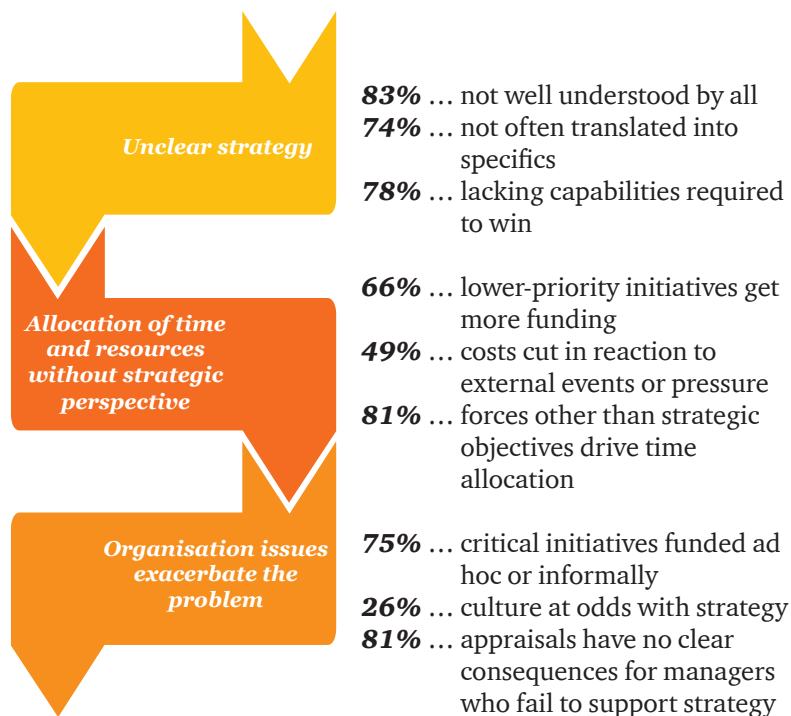 Unclear strategy
83% … not well understood by all
74% … not often translated into
specifics
78% … lacking capabilities required
to win
Allocation of time
and resources
without strategic
perspective
66% … lower-priority initiatives get
more funding
49% … costs cut in reaction to
external events or pressure
81% … forces other than strategic
objectives drive time
allocation
Organisation issues
exacerbate the
problem
75% … critical initiatives funded ad
hoc or informally
26% … culture at odds with strategy
81% … appraisals have no clear
consequences for managers
who fail to support strategy